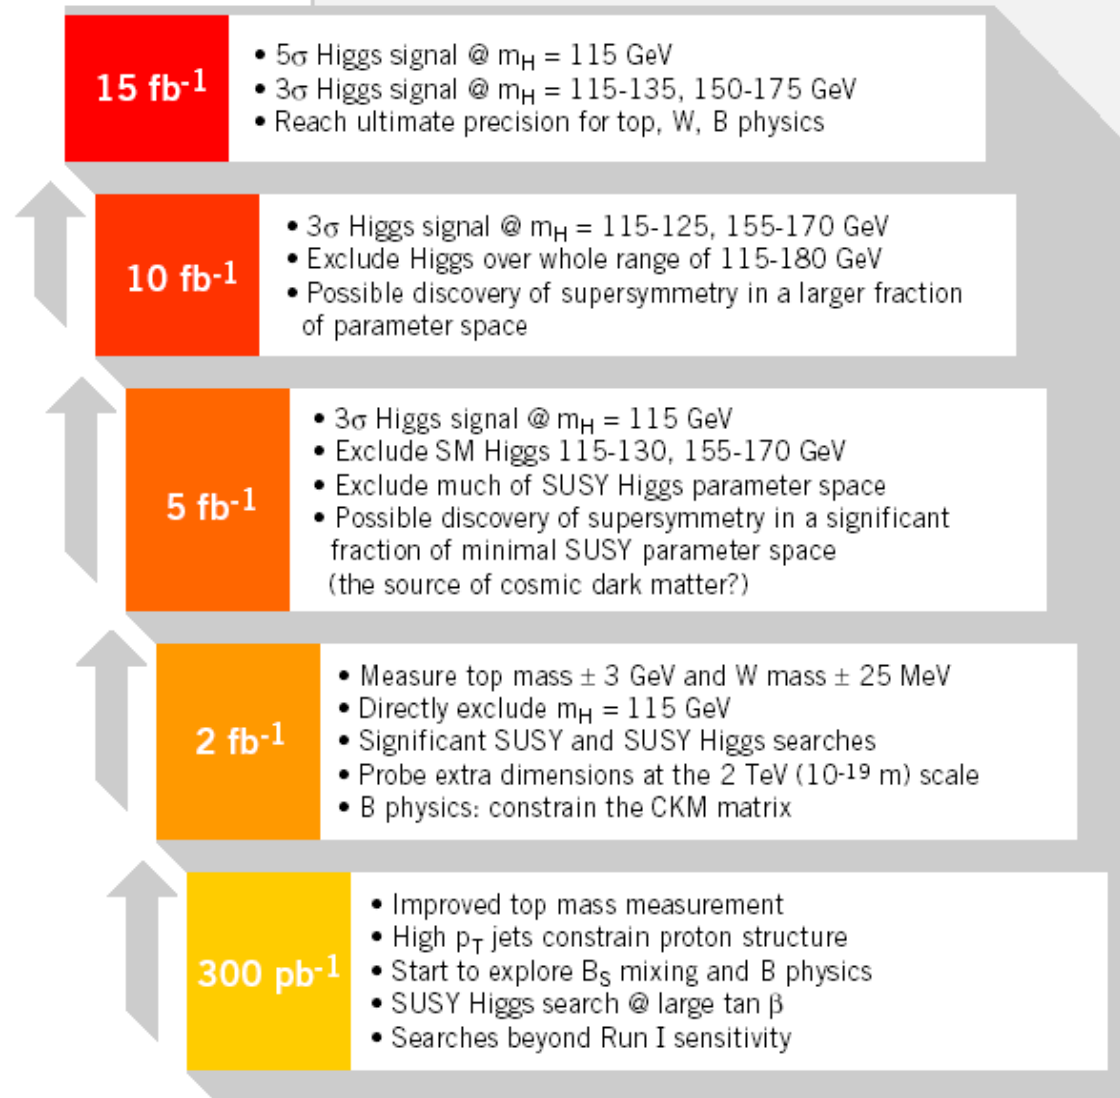 15 fb-1
• 5σ Higgs signal @ mH = 115 GeV
• 3σ Higgs signal @ mH = 115-135, 150-175 GeV
• Reach ultimate precision for top, W, B physics
10 fb-1
• 3σ Higgs signal @ mH = 115-125, 155-170 GeV
• Exclude Higgs over whole range of 115-180 GeV
• Possible discovery of supersymmetry in a larger fraction
of parameter space
5 fb-1
• 3σ Higgs signal @ mH = 115 GeV
• Exclude SM Higgs 115-130, 155-170 GeV
• Exclude much of SUSY Higgs parameter space
• Possible discovery of supersymmetry in a significant
fraction of minimal SUSY parameter space
(the source of cosmic dark matter?)
2 fb-1
• Measure top mass ± 3 GeV and W mass ± 25 MeV
• Directly exclude mH = 115 GeV
• Significant SUSY and SUSY Higgs searches
• Probe extra dimensions at the 2 TeV (10-19 m) scale
• B physics: constrain the CKM matrix
300 pb-1
• Improved top mass measurement
• High pT jets constrain proton structure
• Start to explore BS mixing and B physics
• SUSY Higgs search @ large tan β
• Searches beyond Run I sensitivity